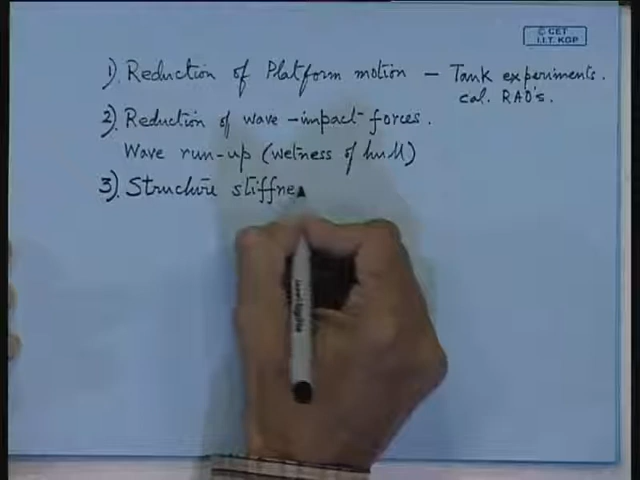 © CET
I.I.T. KGP
1). Reduction of Platform motion — Tank experiments.
cal. RAO's.
2). Reduction of wave-impact forces.
Wave run-up (wetness of hull)
3). Structure stiffne